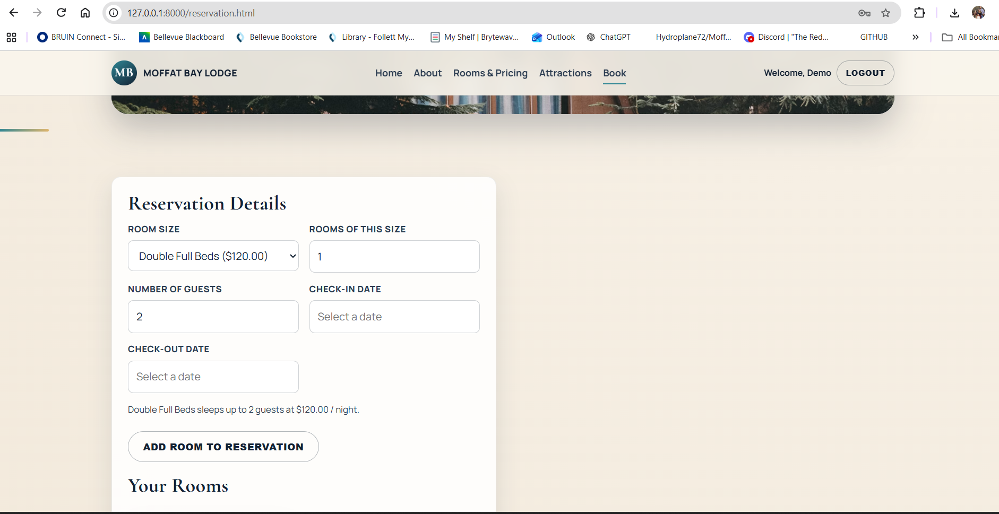 127.0.0.1:8000/reservation.html
BRUIN Connect - Si... Bellevue Blackboard Bellevue Bookstore Library - Follett My... My Shelf | Brytewav... Outlook ChatGPT Hydroplane72/Moff... Discord | "The Red... GITHUB » All Bookmar
MB MOFFAT BAY LODGE Home About Rooms & Pricing Attractions Book Welcome, Demo LOGOUT
Reservation Details
ROOM SIZE ROOMS OF THIS SIZE
Double Full Beds ($120.00) 1
NUMBER OF GUESTS CHECK-IN DATE
2 Select a date
CHECK-OUT DATE
Select a date
Double Full Beds sleeps up to 2 guests at $120.00 / night.
ADD ROOM TO RESERVATION
Your Rooms